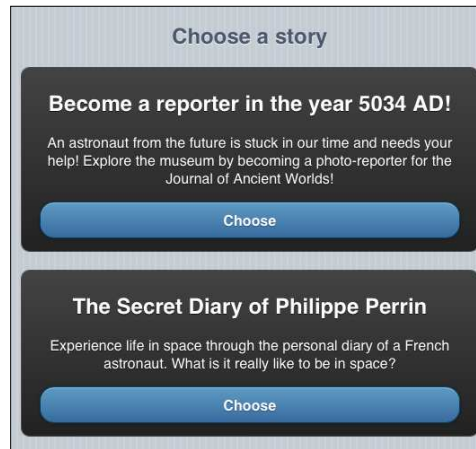 Choose a story
Become a reporter in the year 5034 AD!
An astronaut from the future is stuck in our time and needs your
help! Explore the museum by becoming a photo-reporter for the
Journal of Ancient Worlds!
Choose
The Secret Diary of Philippe Perrin
Experience life in space through the personal diary of a French
astronaut. What is it really like to be in space?
Choose